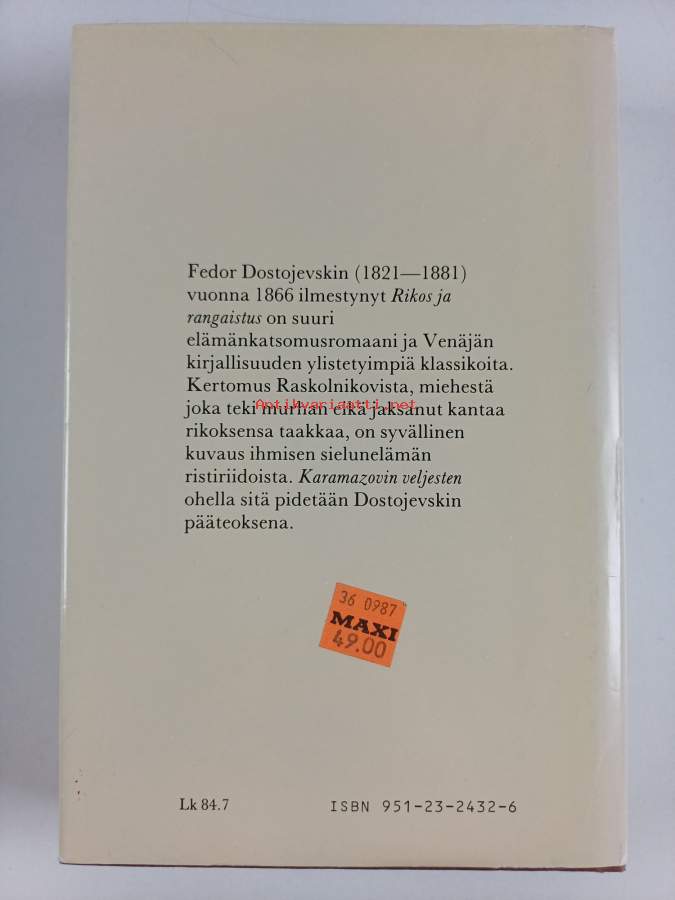 Fedor Dostojevskin (1821—1881)
vuonna 1866 ilmestynyt Rikos ja
rangaistus on suuri
elämänkatsomusromaani ja Venäjän
kirjallisuuden ylistetyimpiä klassikoita.
Kertomus Raskolnikovista, miehestä
joka teki murhan eikä jaksanut kantaa
Antikvariaatti.net
rikoksensa taakkaa, on syvällinen
kuvaus ihmisen sielunelämän
ristiriidoista. Karamazovin veljesten
ohella sitä pidetään Dostojevskin
pääteoksena.
36 0987
MAXI
49.00
Lk 84.7
ISBN 951-23-2432-6